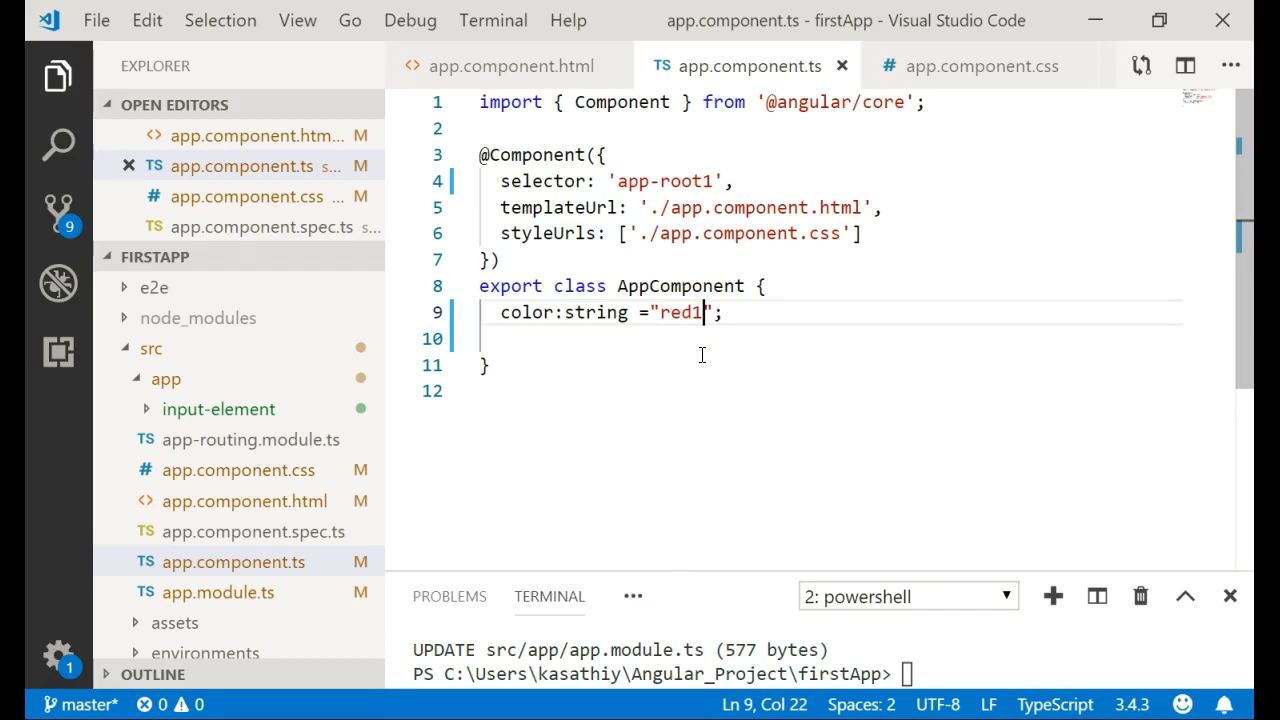 File Edit Selection View Go Debug Terminal Help app.component.ts - firstApp - Visual Studio Code
EXPLORER
OPEN EDITORS
<> app.component.htm... M
TS app.component.ts s... M
# app.component.css ... M
TS app.component.spec.ts s...
FIRSTAPP
e2e
node_modules
src
app
input-element
TS app-routing.module.ts
# app.component.css M
<> app.component.html M
TS app.component.spec.ts
TS app.component.ts M
TS app.module.ts M
assets
environments
OUTLINE
9
1
<> app.component.html TS app.component.ts # app.component.css
1 import { Component } from '@angular/core';
2
3 @Component({
4 selector: 'app-root1',
5 templateUrl: './app.component.html',
6 styleUrls: ['./app.component.css']
7 })
8 export class AppComponent {
9 color:string ="red1";
10
11 }
12
PROBLEMS TERMINAL ... 2: powershell
UPDATE src/app/app.module.ts (577 bytes)
PS C:\Users\kasathiy\Angular_Project\firstApp>
master* 0 0 Ln 9, Col 22 Spaces: 2 UTF-8 LF TypeScript 3.4.3